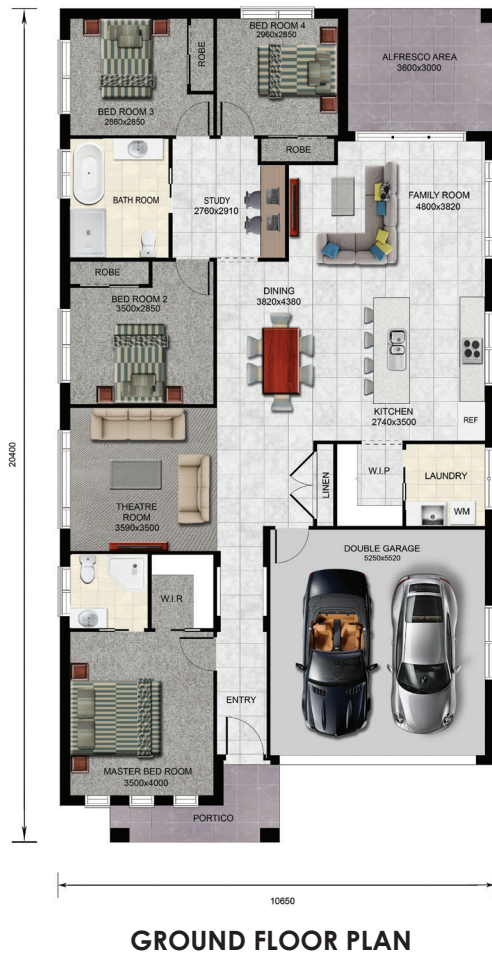 BED ROOM 4
2960x2850
ROBE
ALFRESCO AREA
3600x3000
BED ROOM 3
2860x2850
ROBE
BATH ROOM
STUDY
2760x2910
FAMILY ROOM
4800x3820
ROBE
BED ROOM 2
3500x2850
DINING
3820x4380
KITCHEN
2740x3500
REF
20400
THEATRE
ROOM
3590x3500
LINEN
W.I.P
LAUNDRY
WM
DOUBLE GARAGE
5250x5520
W.I.R
ENTRY
MASTER BED ROOM
3500x4000
PORTICO
10650
GROUND FLOOR PLAN